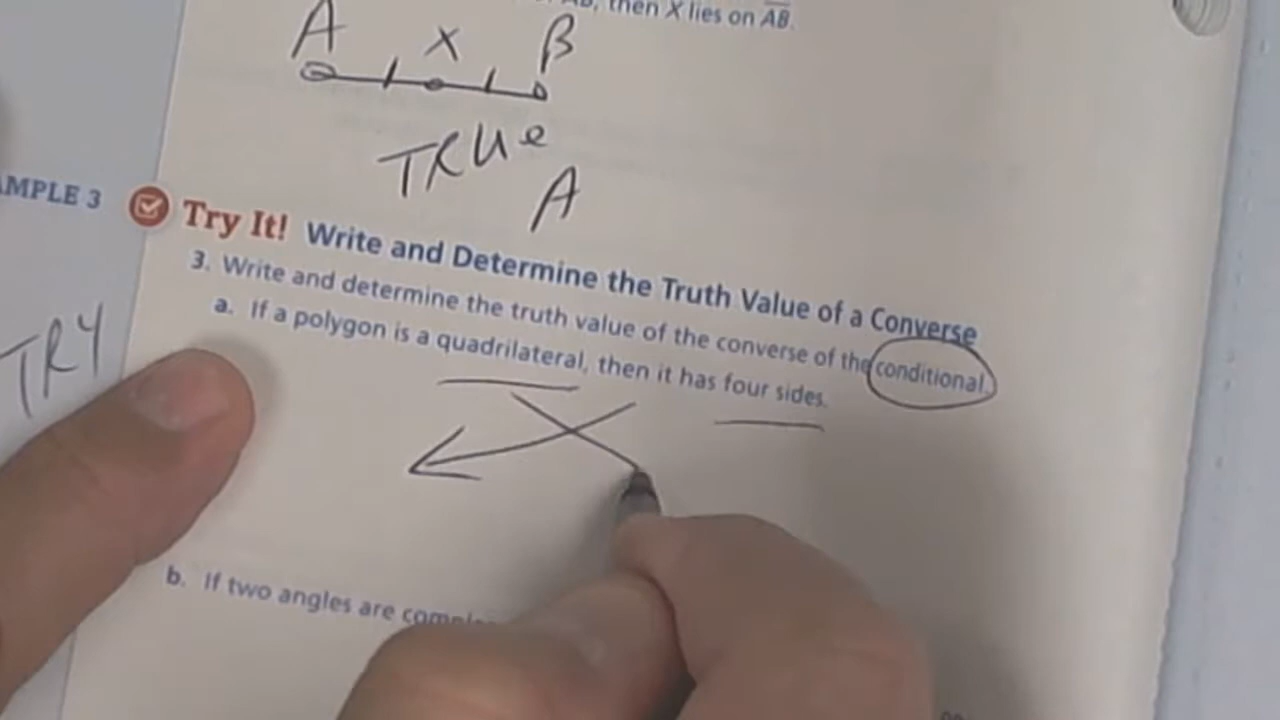 then X lies on AB.
A X B
TRUe
A
MPLE 3
Try It! Write and Determine the Truth Value of a Converse
3. Write and determine the truth value of the converse of the conditional.
a. If a polygon is a quadrilateral, then it has four sides.
TRY
b. If two angles are